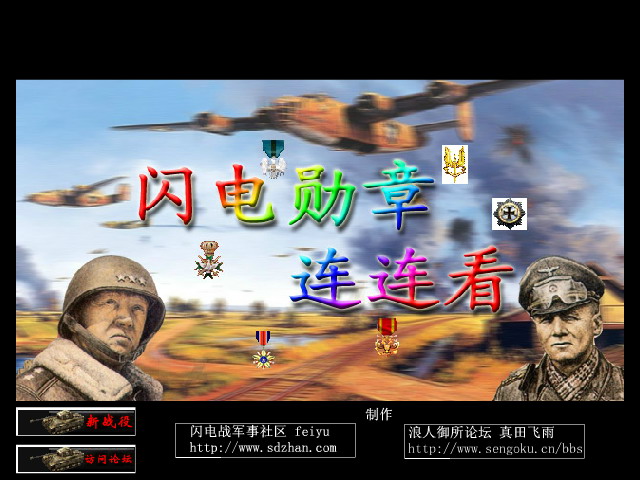 闪电勋章
连连看
新战役
访问论坛
制作
闪电战军事社区 feiyu
http://www.sdzhan.com
浪人御所论坛 真田飞雨
http://www.sengoku.cn/bbs